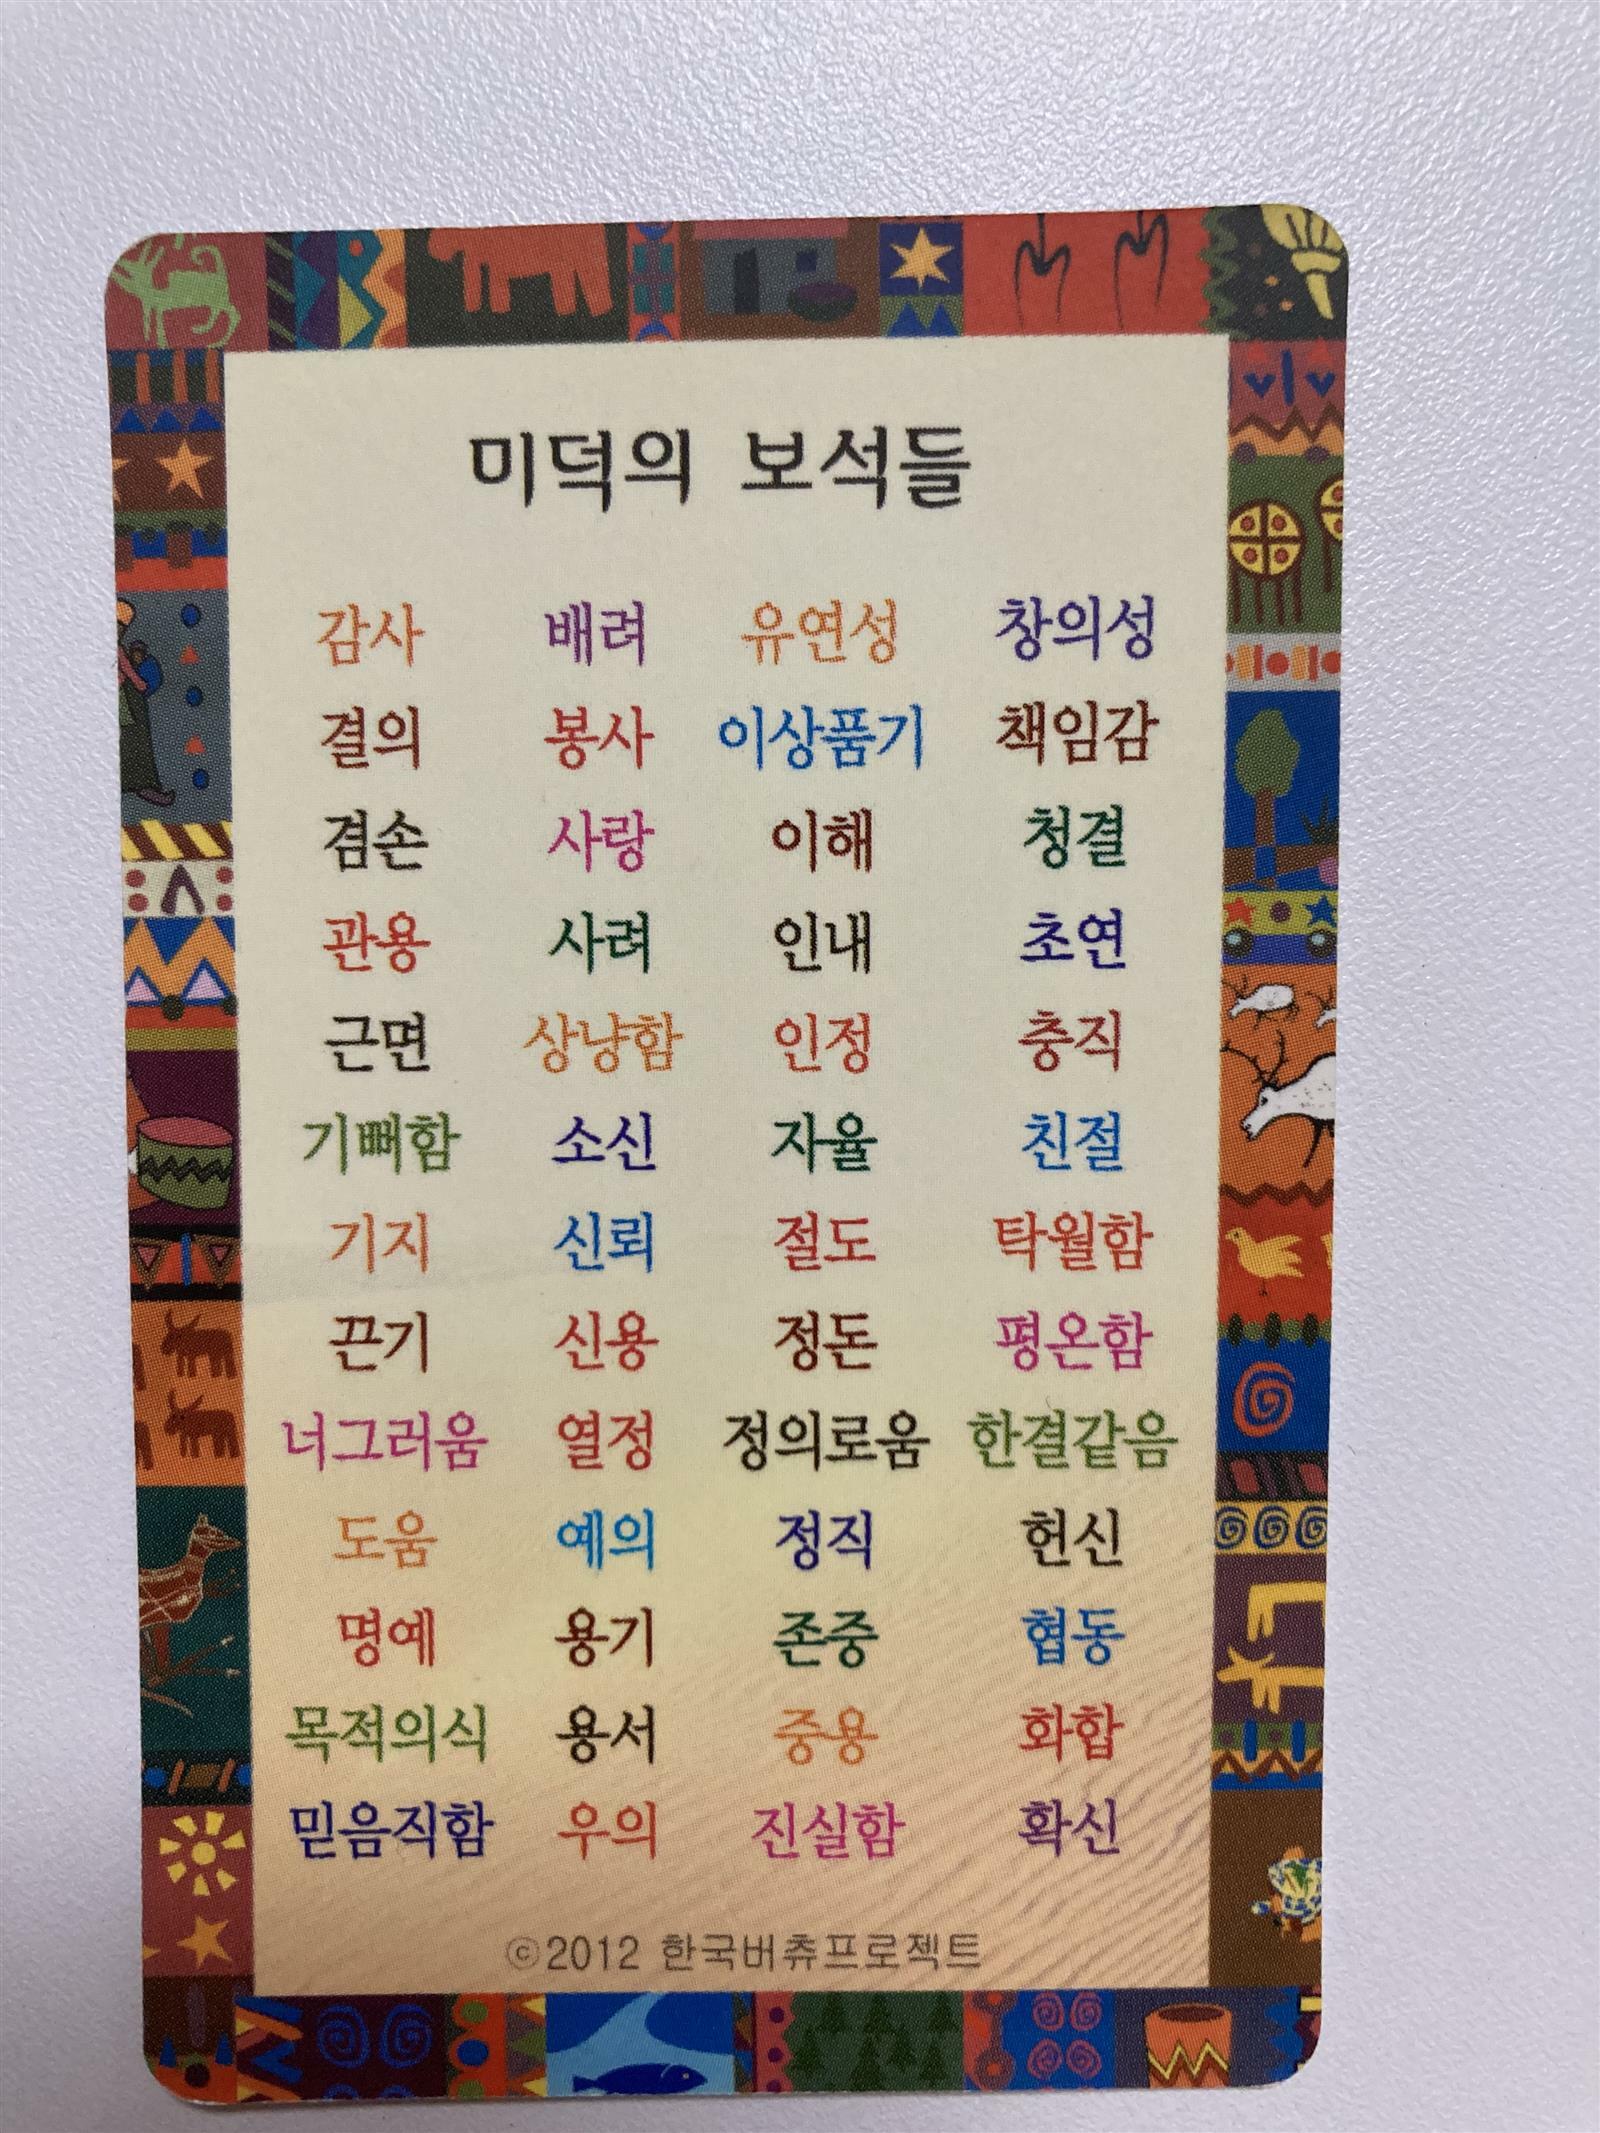 미덕의 보석들
감사 배려 유연성 창의성
결의 봉사 이상품기 책임감
겸손 사랑 이해 청결
관용 사려 인내 초연
근면 상냥함 인정 충직
기뻐함 소신 자율 친절
기지 신뢰 절도 탁월함
끈기 신용 정돈 평온함
너그러움 열정 정의로움 한결같음
도움 예의 정직 헌신
명예 용기 존중 협동
목적의식 용서 중용 화합
믿음직함 우의 진실함 확신
©2012 한국버츄프로젝트